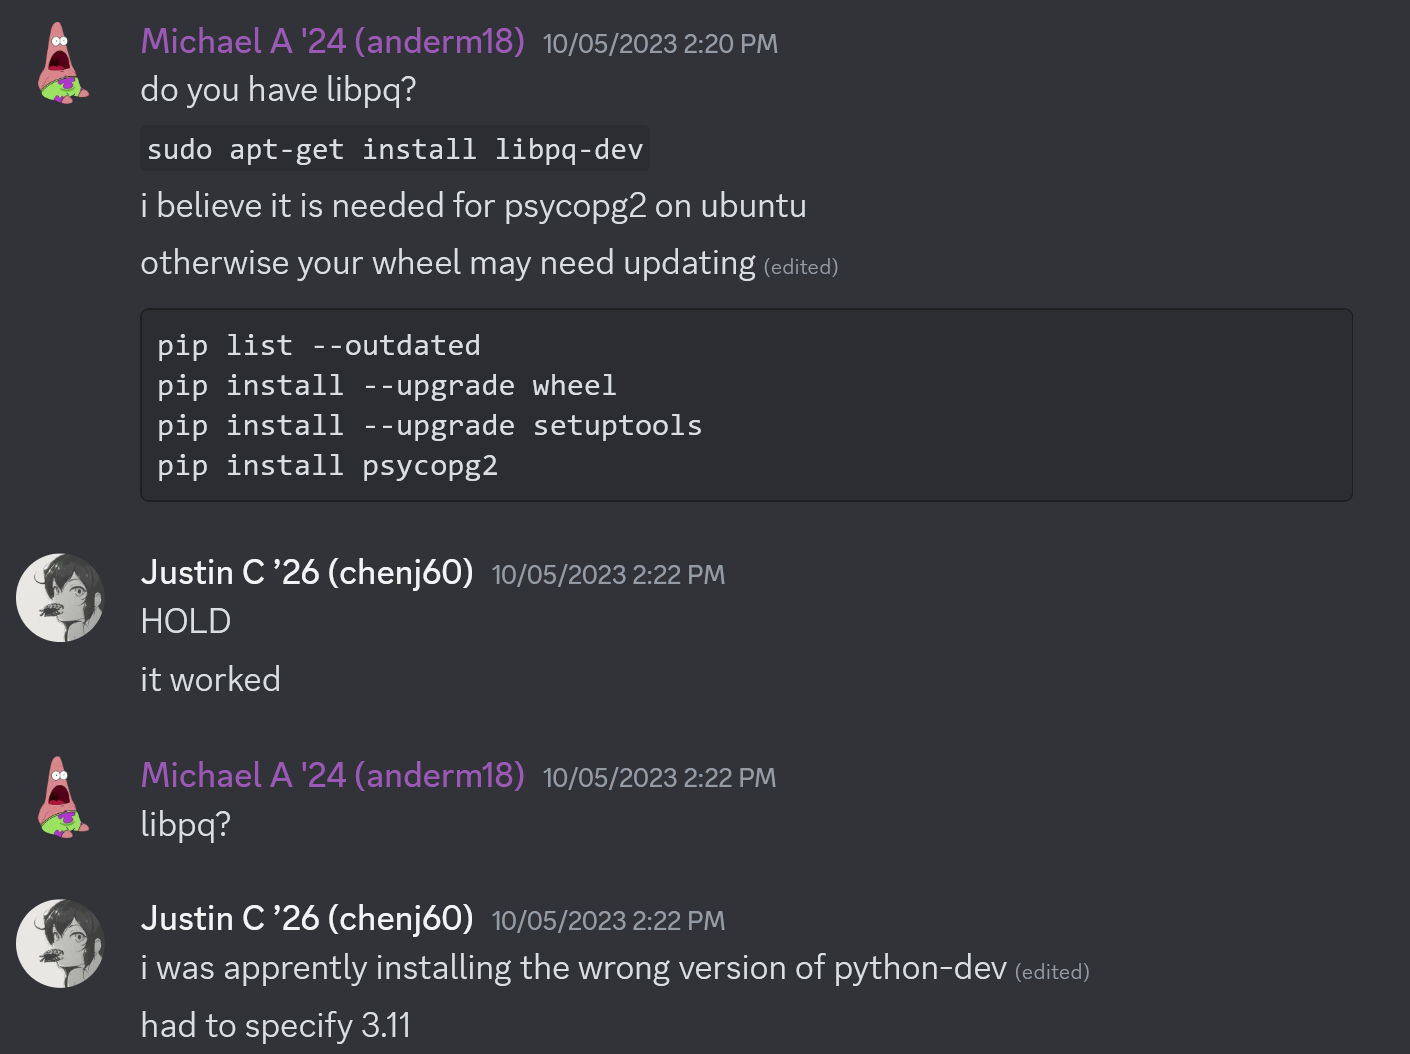 Michael A '24 (anderm18) 10/05/2023 2:20 PM
do you have libpq?
sudo apt-get install libpq-dev
i believe it is needed for psycopg2 on ubuntu
otherwise your wheel may need updating (edited)
pip list --outdated
pip install --upgrade wheel
pip install --upgrade setuptools
pip install psycopg2
Justin C ’26 (chenj60) 10/05/2023 2:22 PM
HOLD
it worked
Michael A '24 (anderm18) 10/05/2023 2:22 PM
libpq?
Justin C ’26 (chenj60) 10/05/2023 2:22 PM
i was apprently installing the wrong version of python-dev (edited)
had to specify 3.11